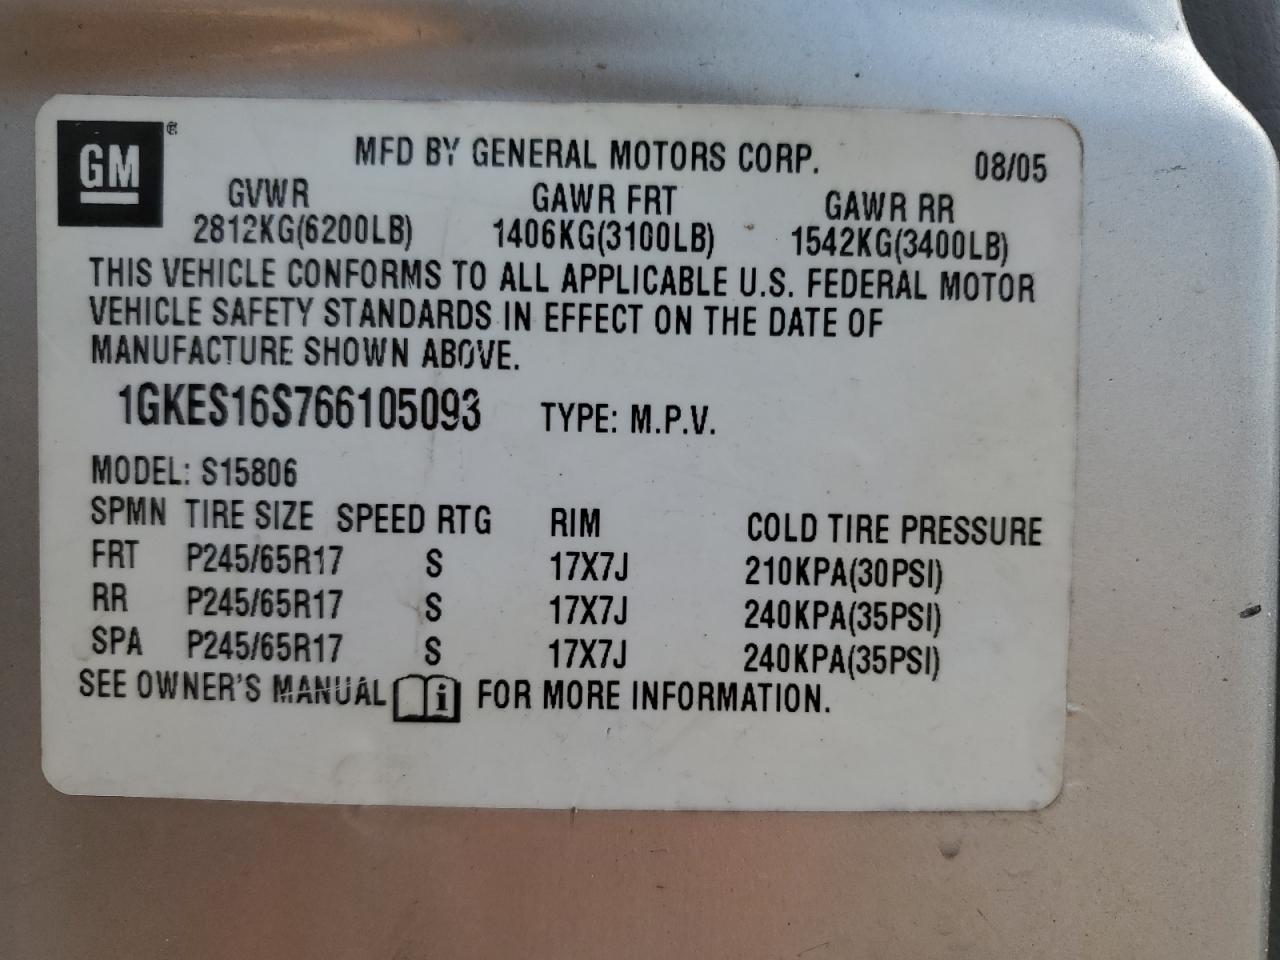 GM ®
MFD BY GENERAL MOTORS CORP. 08/05
GVWR GAWR FRT GAWR RR
2812KG(6200LB) 1406KG(3100LB) 1542KG(3400LB)
THIS VEHICLE CONFORMS TO ALL APPLICABLE U.S. FEDERAL MOTOR
VEHICLE SAFETY STANDARDS IN EFFECT ON THE DATE OF
MANUFACTURE SHOWN ABOVE.
1GKES16S766105093 TYPE: M.P.V.
MODEL: S15806
SPMN TIRE SIZE SPEED RTG RIM COLD TIRE PRESSURE
FRT P245/65R17 S 17X7J 210KPA(30PSI)
RR P245/65R17 S 17X7J 240KPA(35PSI)
SPA P245/65R17 S 17X7J 240KPA(35PSI)
SEE OWNER'S MANUAL i FOR MORE INFORMATION.